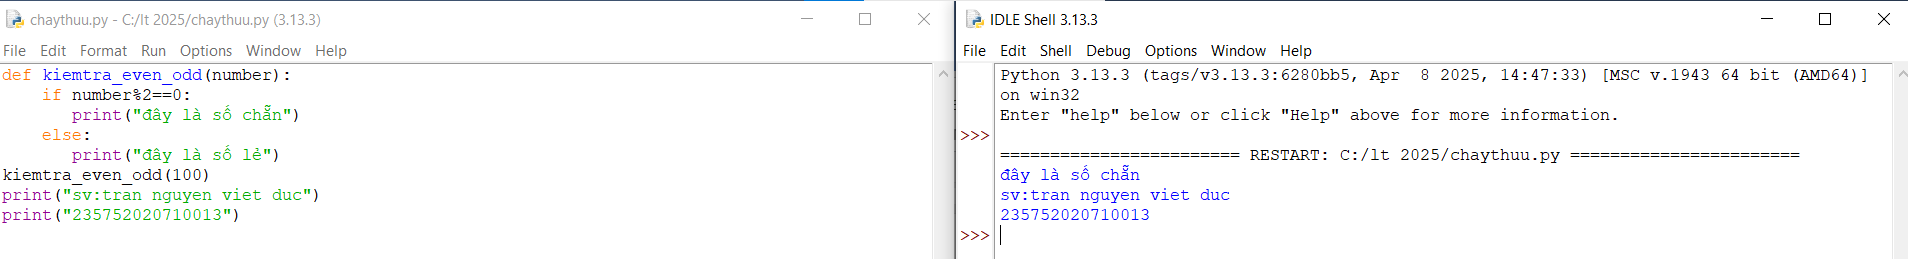 chaythuu.py - C:/lt 2025/chaythuu.py (3.13.3)
File Edit Format Run Options Window Help
def kiemtra_even_odd(number):
    if number%2==0:
       print("đây là số chẵn")
    else:
       print("đây là số lẻ")
kiemtra_even_odd(100)
print("sv:tran nguyen viet duc")
print("235752020710013")
IDLE Shell 3.13.3
File Edit Shell Debug Options Window Help
Python 3.13.3 (tags/v3.13.3:6280bb5, Apr  8 2025, 14:47:33) [MSC v.1943 64 bit (AMD64)]
on win32
Enter "help" below or click "Help" above for more information.
>>>
======================== RESTART: C:/lt 2025/chaythuu.py =======================
đây là số chẵn
sv:tran nguyen viet duc
235752020710013
>>>